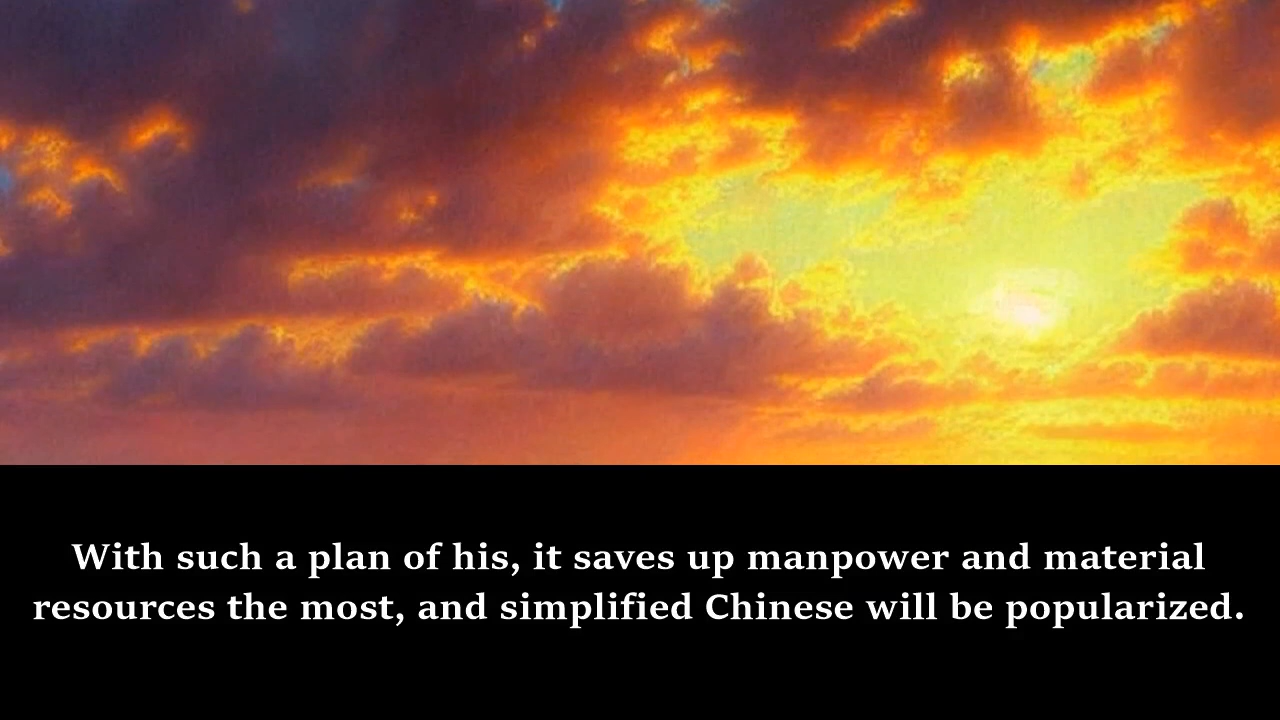 With such a plan of his, it saves up manpower and material
resources the most, and simplified Chinese will be popularized.